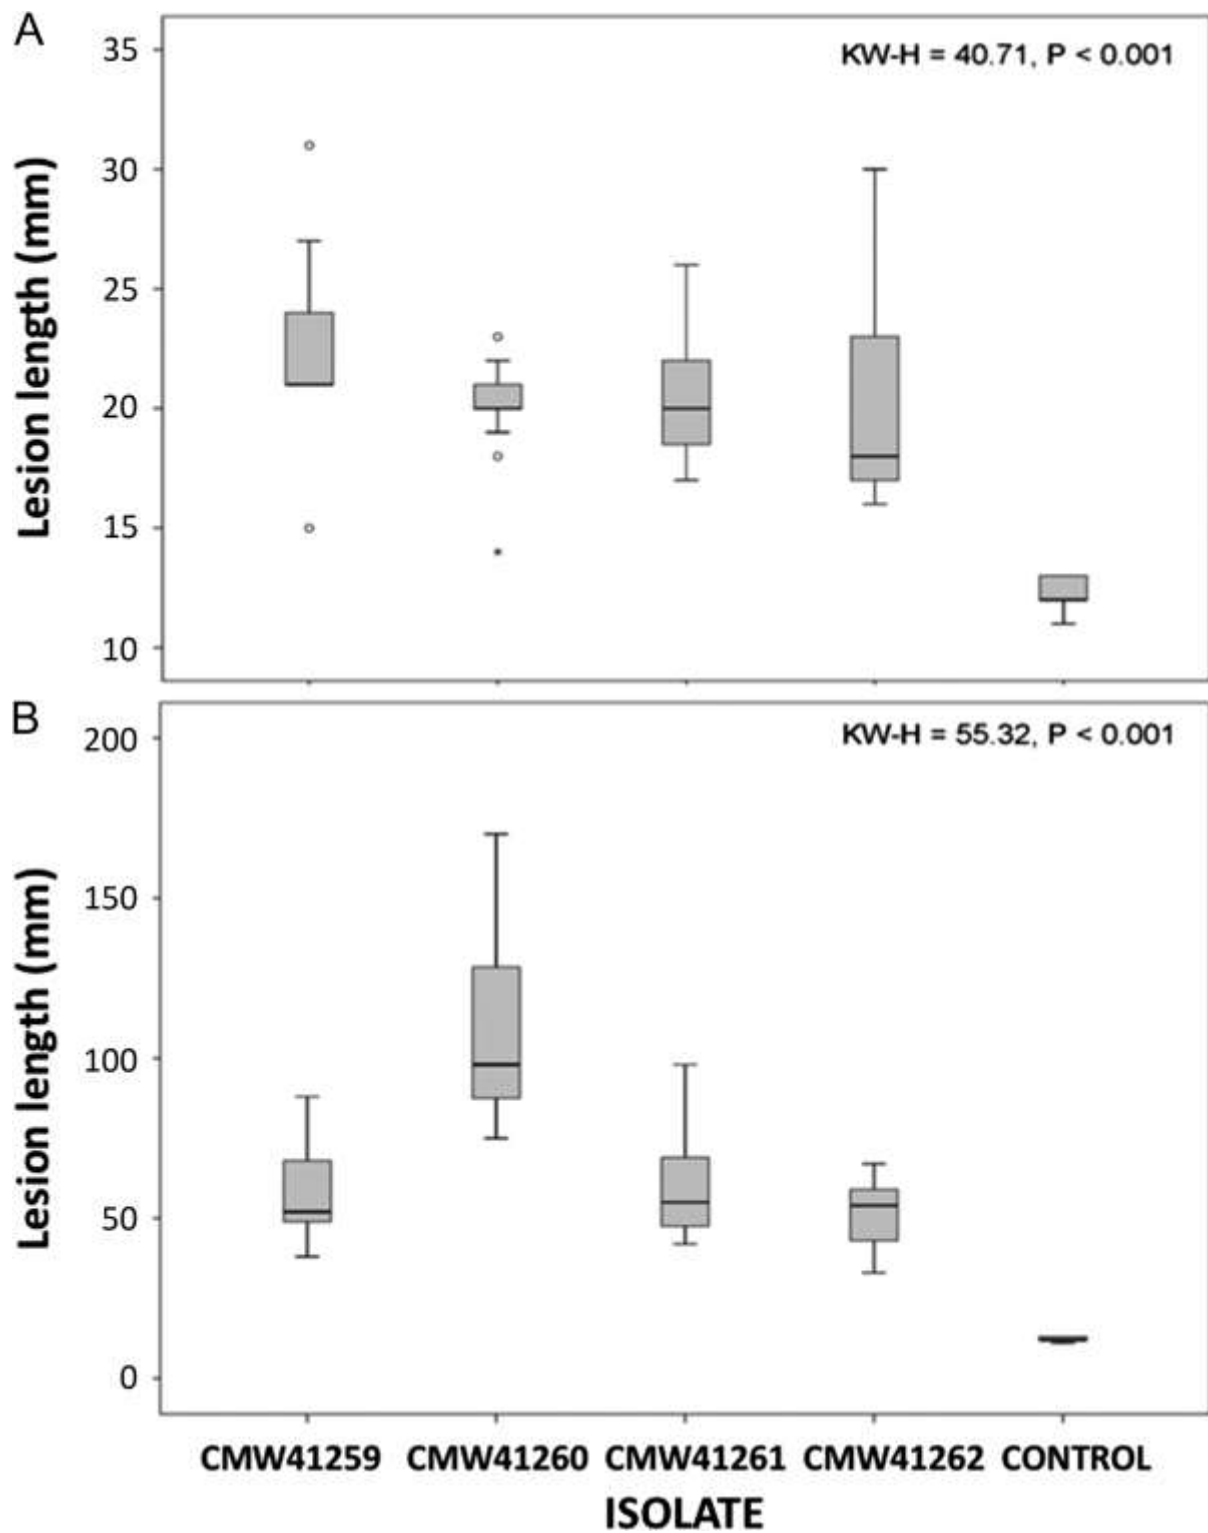 A
KW-H = 40.71, P < 0.001
35
30
25
20
15
10
Lesion length (mm)
B
KW-H = 55.32, P < 0.001
200
150
100
50
0
Lesion length (mm)
CMW41259 CMW41260 CMW41261 CMW41262 CONTROL
ISOLATE